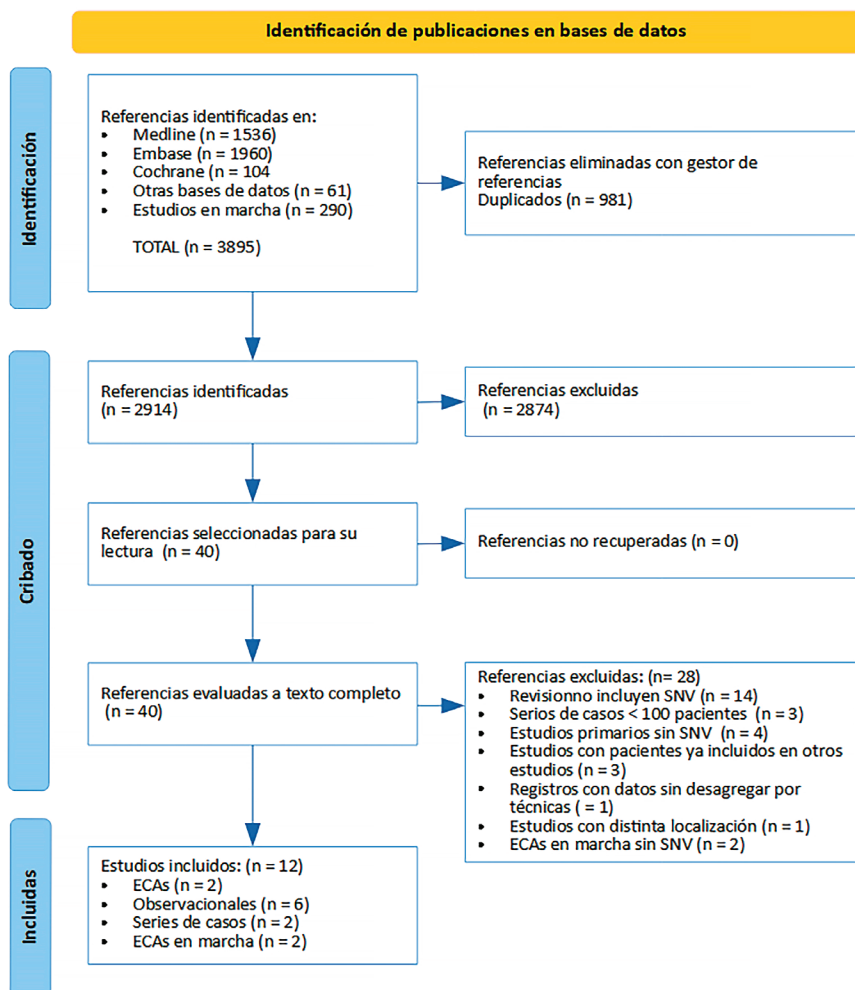 Identificación de publicaciones en bases de datos
Identificación
Referencias identificadas en:
• Medline (n = 1536)
• Embase (n = 1960)
• Cochrane (n = 104
• Otras bases de datos (n = 61)
• Estudios en marcha (n = 290)
TOTAL (n = 3895)
Referencias eliminadas con gestor de
referencias
Duplicados (n = 981)
Cribado
Referencias identificadas
(n = 2914)
Referencias excluidas
(n = 2874)
Referencias seleccionadas para su
lectura (n = 40)
Referencias no recuperadas (n = 0)
Referencias evaluadas a texto completo
(n = 40)
Referencias excluidas: (n= 28)
• Revisionno incluyen SNV (n = 14)
• Serios de casos < 100 pacientes (n = 3)
• Estudios primarios sin SNV (n = 4)
• Estudios con pacientes ya incluidos en otros
estudios (n = 3)
• Registros con datos sin desagregar por
técnicas ( = 1)
• Estudios con distinta localización (n = 1)
• ECAs en marcha sin SNV (n = 2)
Incluidas
Estudios incluidos: (n = 12)
• ECAs (n = 2)
• Observacionales (n = 6)
• Series de casos (n = 2)
• ECAs en marcha (n = 2)